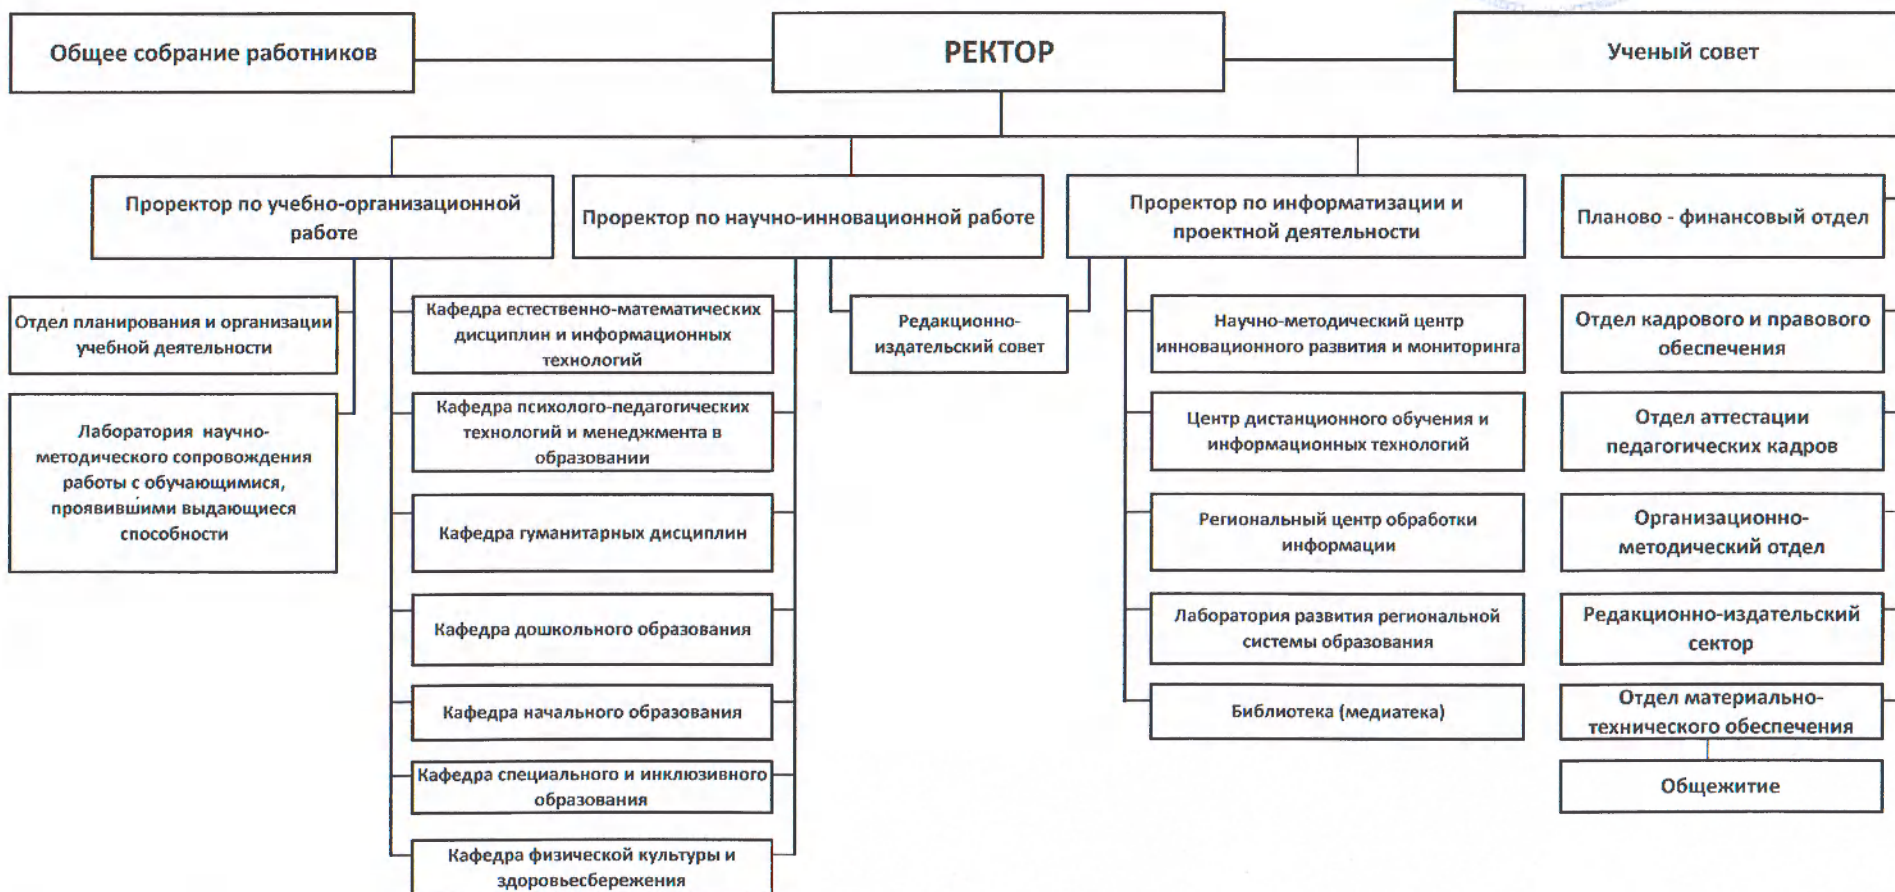 Общее собрание работников
РЕКТОР
Ученый совет
Проректор по учебно-организационной
работе
Проректор по научно-инновационной работе
Проректор по информатизации и
проектной деятельности
Планово - финансовый отдел
Отдел планирования и организации
учебной деятельности
Лаборатория научно-
методического сопровождения
работы с обучающимися,
проявившими выдающиеся
способности
Кафедра естественно-математических
дисциплин и информационных
технологий
Кафедра психолого-педагогических
технологий и менеджмента в
образовании
Кафедра гуманитарных дисциплин
Кафедра дошкольного образования
Кафедра начального образования
Кафедра специального и инклюзивного
образования
Кафедра физической культуры и
здоровьесбережения
Редакционно-
издательский совет
Научно-методический центр
инновационного развития и мониторинга
Центр дистанционного обучения и
информационных технологий
Региональный центр обработки
информации
Лаборатория развития региональной
системы образования
Библиотека (медиатека)
Отдел кадрового и правового
обеспечения
Отдел аттестации
педагогических кадров
Организационно-
методический отдел
Редакционно-издательский
сектор
Отдел материально-
технического обеспечения
Общежитие